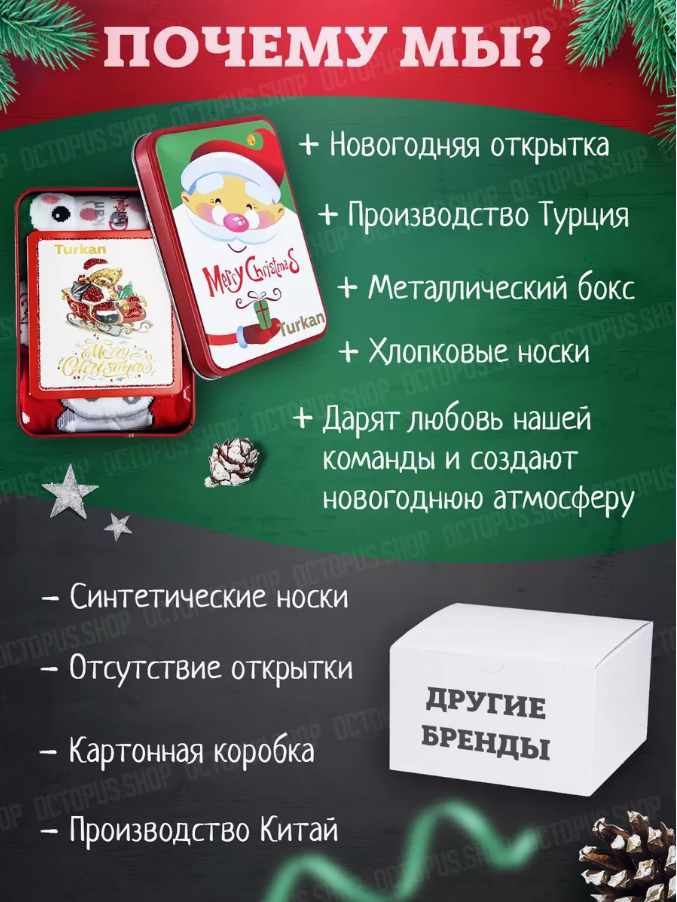 ПОЧЕМУ МЫ?
+ Новогодняя открытка
+ Производство Турция
+ Металлический бокс
+ Хлопковые носки
+ Дарят любовь нашей
команды и создают
новогоднюю атмосферу
Turkan
Merry Christmas
Merry Christmas
Turkan
– Синтетические носки
– Отсутствие открытки
– Картонная коробка
– Производство Китай
ДРУГИЕ
БРЕНДЫ
OCTOPUS.SHOP